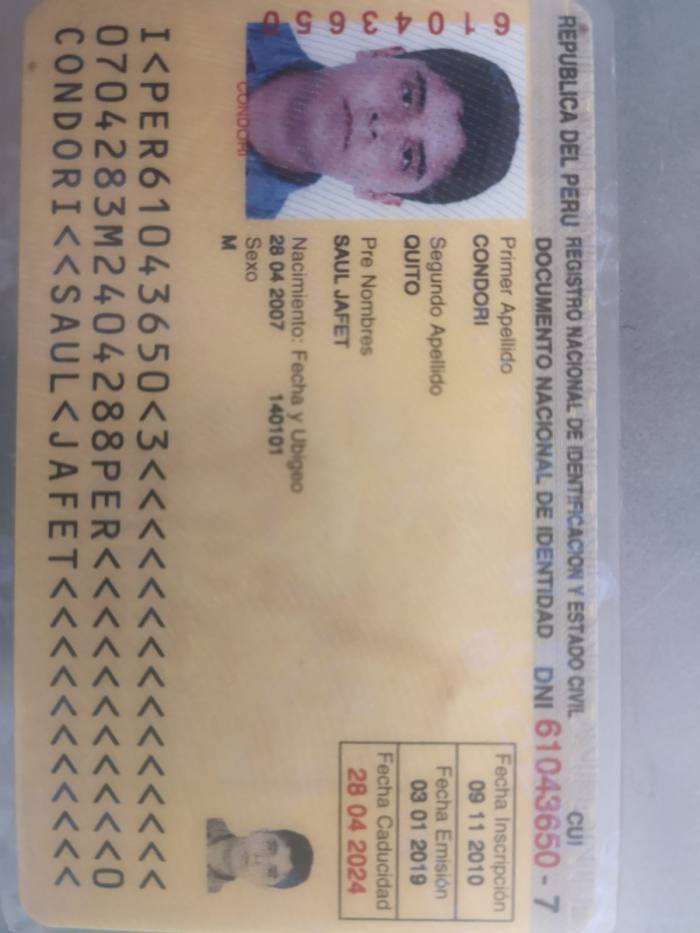 REPUBLICA DEL PERU REGISTRO NACIONAL DE IDENTIFICACION Y ESTADO CIVIL CUI
DOCUMENTO NACIONAL DE IDENTIDAD DNI 61043650 - 7
61043650
CONDORI
Primer Apellido
CONDORI
Segundo Apellido
QUITO
Pre Nombres
SAUL JAFET
Nacimiento: Fecha y Ubigeo
28 04 2007 140101
Sexo
M
Fecha Inscripción
09 11 2010
Fecha Emisión
03 01 2019
Fecha Caducidad
28 04 2024
I<PER61043650<3<<<<<<<<<<<<<<<
0704283M2404288PER<<<<<<<<<<<0
CONDORI<<SAUL<JAFET<<<<<<<<<<<